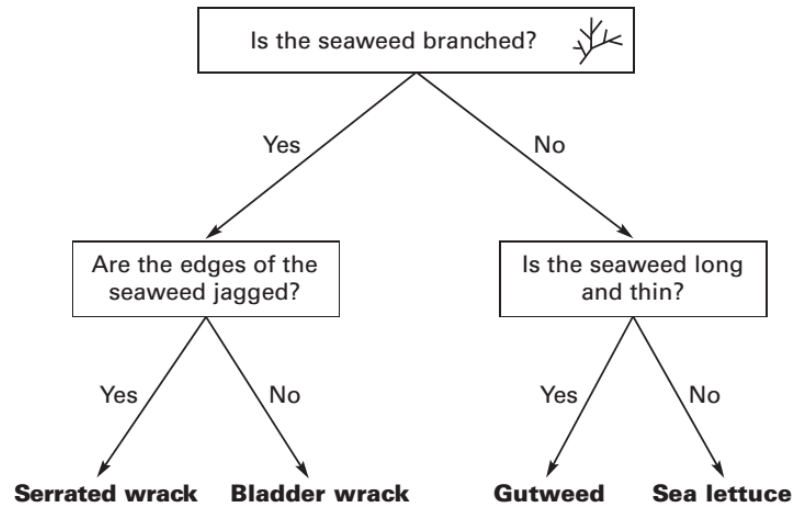 Is the seaweed branched?
Yes
No
Are the edges of the
seaweed jagged?
Is the seaweed long
and thin?
Yes
No
Yes
No
Serrated wrack
Bladder wrack
Gutweed
Sea lettuce